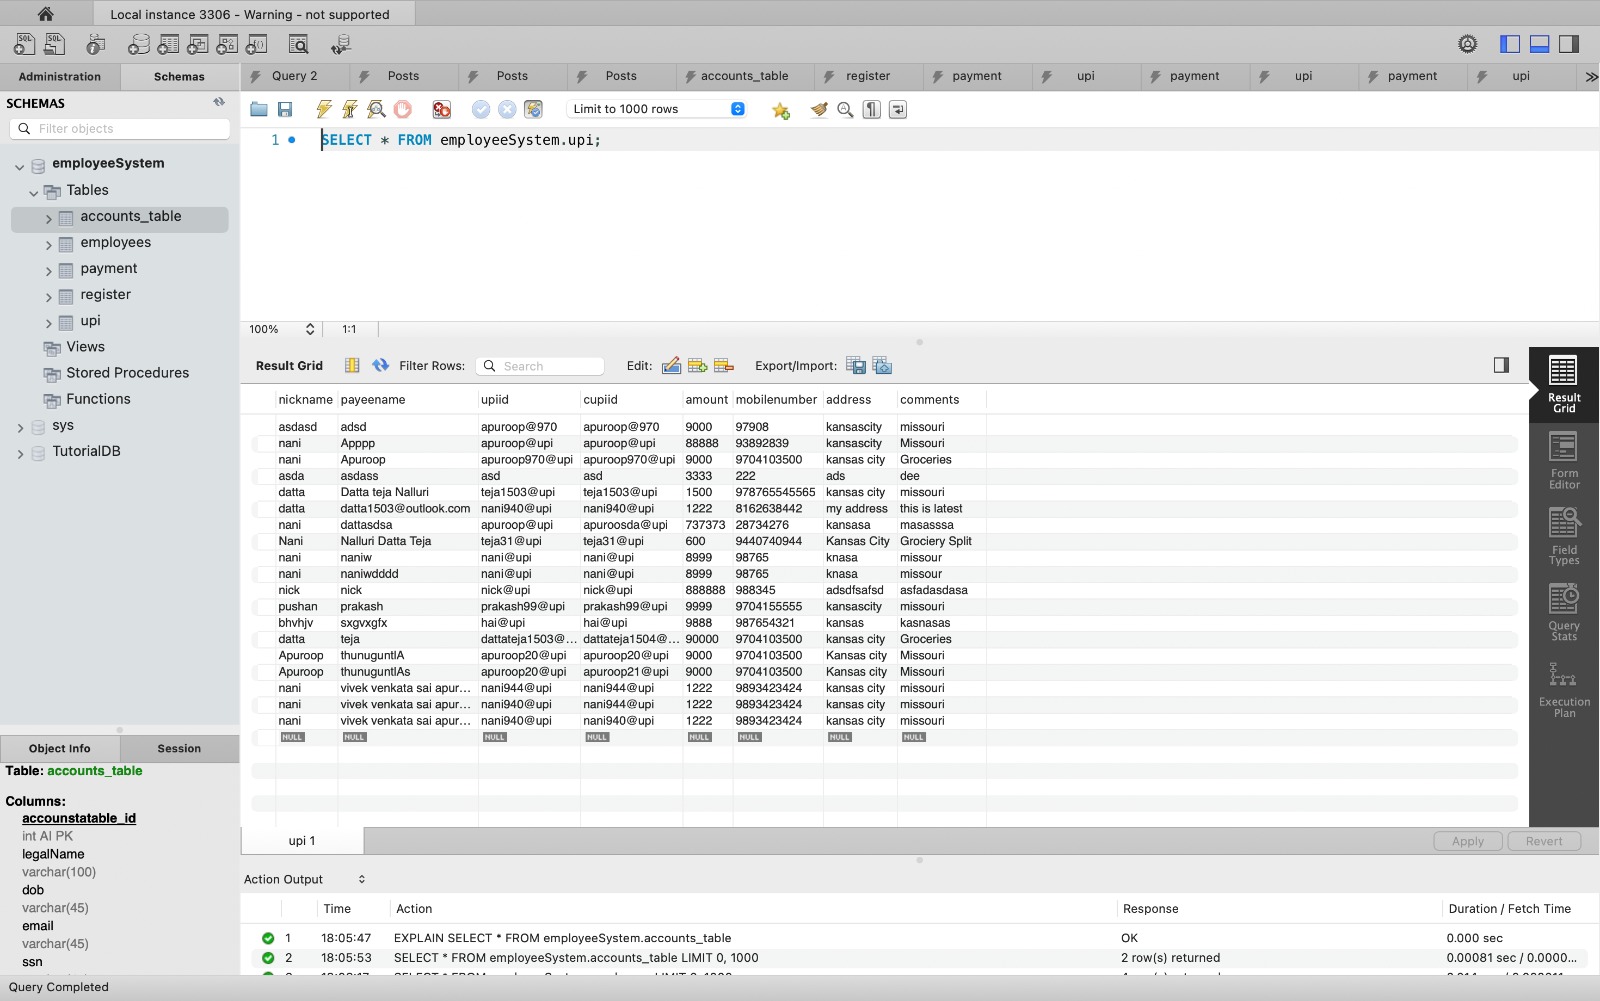 Local instance 3306 - Warning - not supported
Administration Schemas Query 2 Posts Posts Posts accounts_table register payment upi payment upi payment upi
SCHEMAS
Filter objects
Limit to 1000 rows
1 SELECT * FROM employeeSystem.upi;
employeeSystem
Tables
accounts_table
employees
payment
register
upi
Views
Stored Procedures
Functions
sys
TutorialDB
100% 1:1
Result Grid Filter Rows: Search Edit: Export/Import:
nickname payeename upiid cupiid amount mobilenumber address comments
asdasd adsd apuroop@970 apuroop@970 9000 97908 kansascity missouri
nani Apppp apuroop@upi apuroop@upi 88888 93892839 kansascity Missouri
nani Apuroop apuroop970@upi apuroop970@upi 9000 9704103500 kansas city Groceries
asda asdass asd asd 3333 222 ads dee
datta Datta teja Nalluri teja1503@upi teja1503@upi 1500 978765545565 kansas city missouri
datta datta1503@outlook.com nani940@upi nani940@upi 1222 8162638442 my address this is latest
nani dattasdsa apuroop@upi apuroosda@upi 737373 28734276 kansasa masasssa
Nani Nalluri Datta Teja teja31@upi teja31@upi 600 9440740944 Kansas City Grociery Split
nani naniw nani@upi nani@upi 8999 98765 knasa missour
nani naniwdddd nani@upi nani@upi 8999 98765 knasa missour
nick nick nick@upi nick@upi 888888 988345 adsdfsafsd asfadasdasa
pushan prakash prakash99@upi prakash99@upi 9999 9704155555 kansascity missouri
bhvhjv sxgvxgfx hai@upi hai@upi 9888 987654321 kansas kasnasas
datta teja dattateja1503@... dattateja1504@... 90000 9704103500 kansas city Groceries
Apuroop thunuguntlA apuroop20@upi apuroop20@upi 9000 9704103500 Kansas city Missouri
Apuroop thunuguntlAs apuroop20@upi apuroop21@upi 9000 9704103500 Kansas city Missouri
nani vivek venkata sai apur... nani944@upi nani944@upi 1222 9893423424 kansas city missouri
nani vivek venkata sai apur... nani940@upi nani944@upi 1222 9893423424 kansas city missouri
nani vivek venkata sai apur... nani940@upi nani940@upi 1222 9893423424 kansas city missouri
NULL NULL NULL NULL NULL NULL NULL NULL
Result
Grid
Form
Editor
Field
Types
Query
Stats
Execution
Plan
upi 1 Apply Revert
Object Info Session
Table: accounts_table
Columns:
accounstatable_id
int AI PK
legalName
varchar(100)
dob
varchar(45)
email
varchar(45)
ssn
Action Output
Time Action Response Duration / Fetch Time
1 18:05:47 EXPLAIN SELECT * FROM employeeSystem.accounts_table OK 0.000 sec
2 18:05:53 SELECT * FROM employeeSystem.accounts_table LIMIT 0, 1000 2 row(s) returned 0.00081 sec / 0.0000...
Query Completed